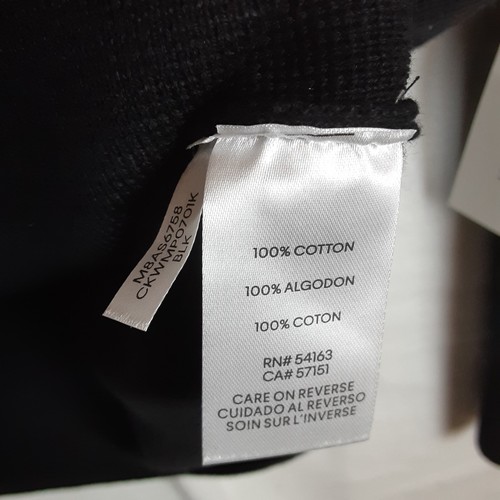 M8AS6758
CKWMP0701K
BLK
100% COTTON
100% ALGODON
100% COTON
RN# 54163
CA# 57151
CARE ON REVERSE
CUIDADO AL REVERSO
SOIN SUR L'INVERSE